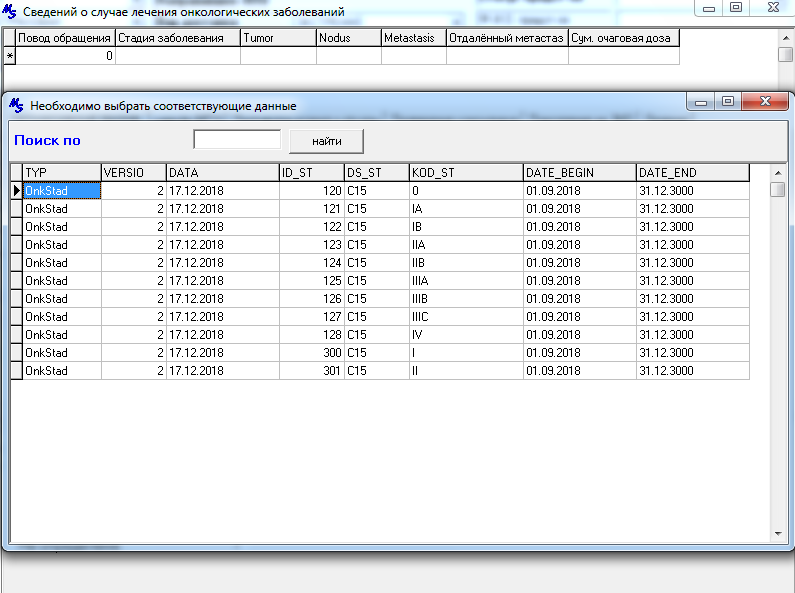 Сведений о случае лечения онкологических заболеваний
Повод обращения Стадия заболевания Tumor Nodus Metastasis Отдалённый метастаз Сум. очаговая доза
* 0
Необходимо выбрать соответствующие данные
Поиск по найти
TYP VERSIO DATA ID_ST DS_ST KOD_ST DATE_BEGIN DATE_END
OnkStad 2 17.12.2018 120 C15 0 01.09.2018 31.12.3000
OnkStad 2 17.12.2018 121 C15 IA 01.09.2018 31.12.3000
OnkStad 2 17.12.2018 122 C15 IB 01.09.2018 31.12.3000
OnkStad 2 17.12.2018 123 C15 IIA 01.09.2018 31.12.3000
OnkStad 2 17.12.2018 124 C15 IIB 01.09.2018 31.12.3000
OnkStad 2 17.12.2018 125 C15 IIIA 01.09.2018 31.12.3000
OnkStad 2 17.12.2018 126 C15 IIIB 01.09.2018 31.12.3000
OnkStad 2 17.12.2018 127 C15 IIIC 01.09.2018 31.12.3000
OnkStad 2 17.12.2018 128 C15 IV 01.09.2018 31.12.3000
OnkStad 2 17.12.2018 300 C15 I 01.09.2018 31.12.3000
OnkStad 2 17.12.2018 301 C15 II 01.09.2018 31.12.3000